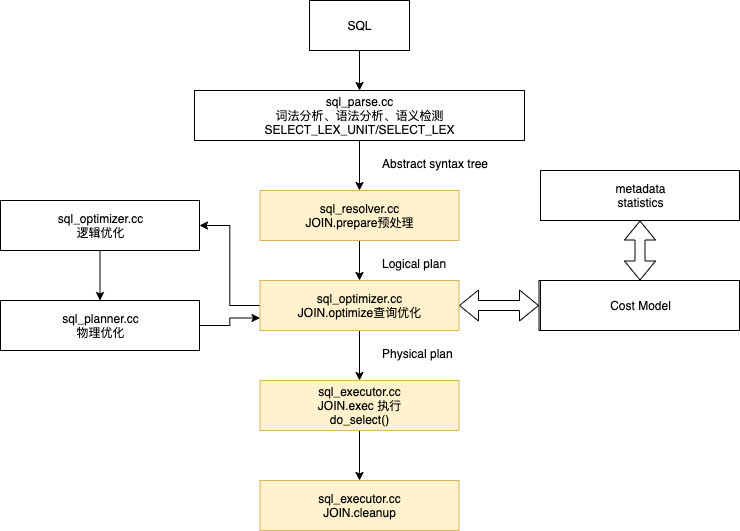 SQL
sql_parse.cc
词法分析、语法分析、语义检测
SELECT_LEX_UNIT/SELECT_LEX
Abstract syntax tree
sql_resolver.cc
JOIN.prepare预处理
metadata
statistics
sql_optimizer.cc
逻辑优化
Logical plan
sql_optimizer.cc
JOIN.optimize查询优化
Cost Model
sql_planner.cc
物理优化
Physical plan
sql_executor.cc
JOIN.exec 执行
do_select()
sql_executor.cc
JOIN.cleanup